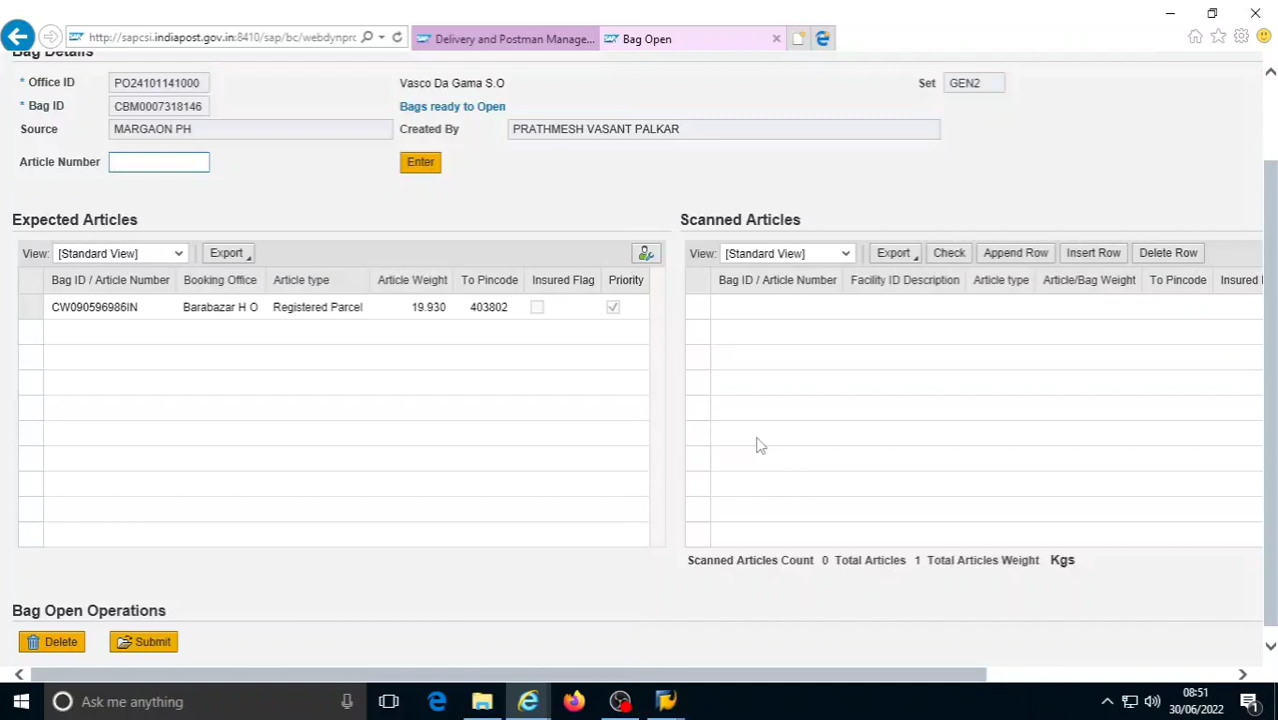 http://sapcsi.indiapost.gov.in:8410/sap/bc/webdynpro
Delivery and Postman Manage...
Bag Open
Bag Details
* Office ID PO24101141000 Vasco Da Gama S.O Set GEN2
* Bag ID CBM0007318146 Bags ready to Open
Source MARGAON PH Created By PRATHMESH VASANT PALKAR
Article Number Enter
Expected Articles
View: [Standard View] Export
Bag ID / Article Number Booking Office Article type Article Weight To Pincode Insured Flag Priority
CW090596986IN Barabazar H O Registered Parcel 19.930 403802
Scanned Articles
View: [Standard View] Export Check Append Row Insert Row Delete Row
Bag ID / Article Number Facility ID Description Article type Article/Bag Weight To Pincode Insured
Scanned Articles Count 0 Total Articles 1 Total Articles Weight Kgs
Bag Open Operations
Delete Submit
Ask me anything
08:51
30/06/2022
1